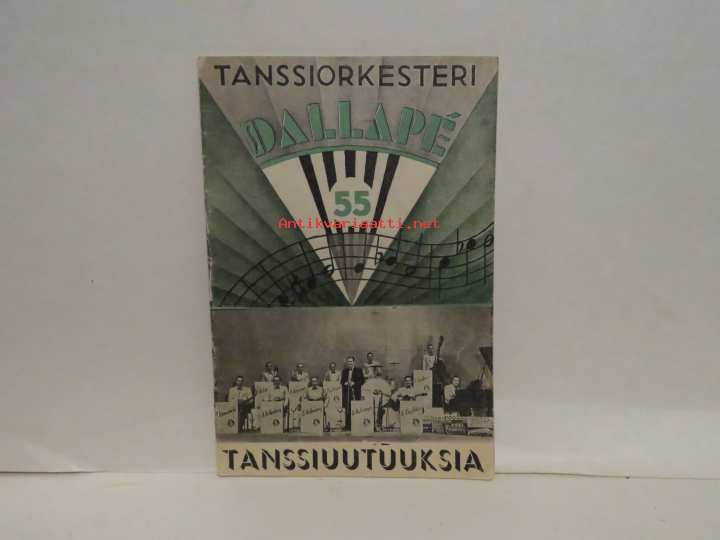 TANSSIORKESTERI
DALLAPÉ
55
Antikvariaatti.net
TANSSIUUTUUKSIA